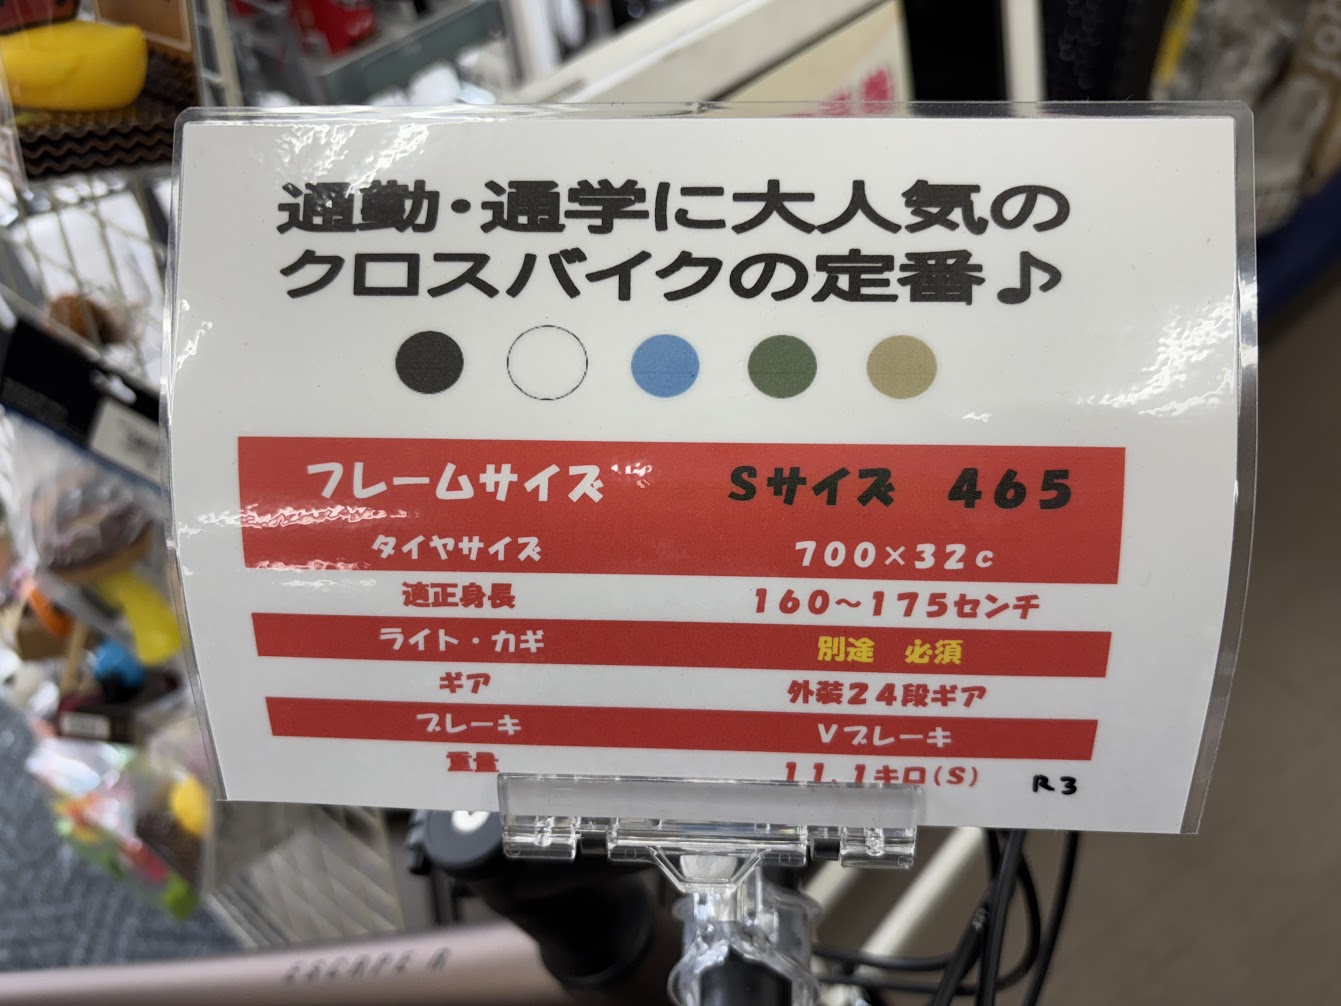 通勤・通学に大人気の
クロスバイクの定番♪
フレームサイズ Sサイズ 465
タイヤサイズ 700×32c
適正身長 160~175センチ
ライト・カギ 別途 必須
ギア 外装24段ギア
ブレーキ Vブレーキ
重量 11.1キロ(S) R3
ESCAPE R